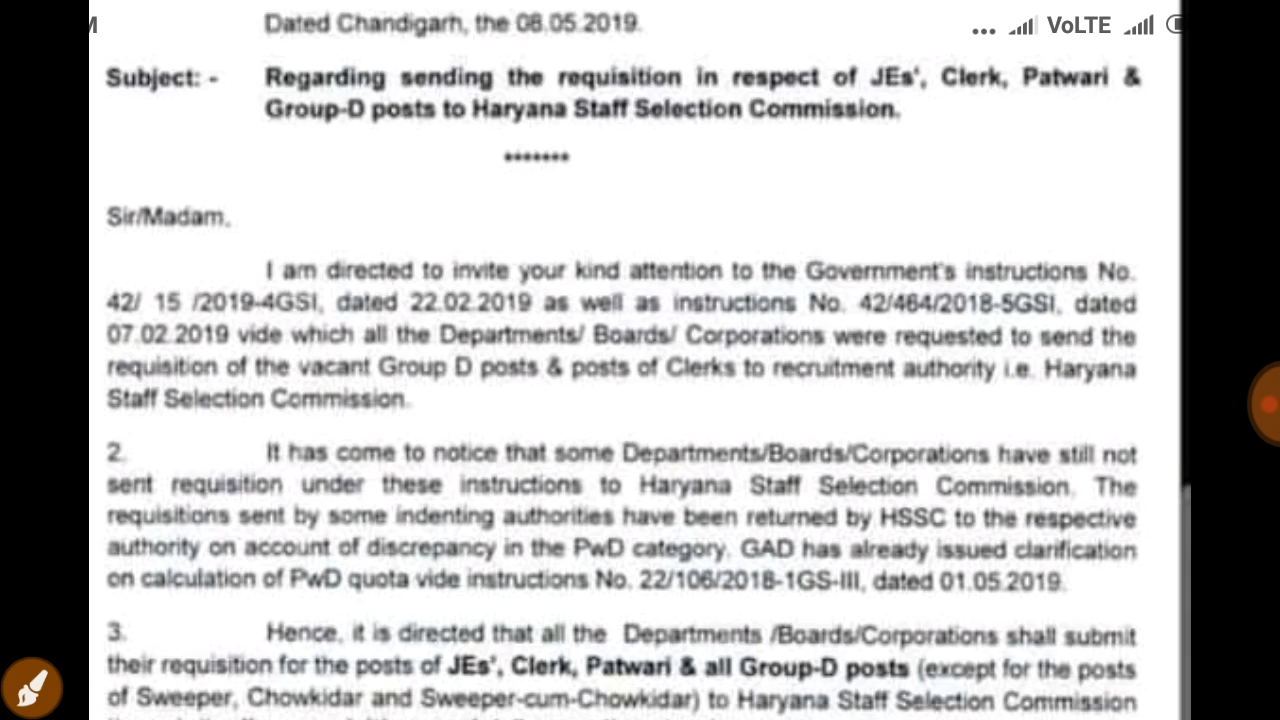 M
... VoLTE
Dated Chandigarh, the 08.05.2019.
Subject: - Regarding sending the requisition in respect of JEs', Clerk, Patwari &
Group-D posts to Haryana Staff Selection Commission.
*******
Sir/Madam,
I am directed to invite your kind attention to the Government's instructions No.
42/ 15 /2019-4GSI, dated 22.02.2019 as well as instructions No. 42/464/2018-5GSI, dated
07.02.2019 vide which all the Departments/ Boards/ Corporations were requested to send the
requisition of the vacant Group D posts & posts of Clerks to recruitment authority i.e. Haryana
Staff Selection Commission.
2. It has come to notice that some Departments/Boards/Corporations have still not
sent requisition under these instructions to Haryana Staff Selection Commission. The
requisitions sent by some indenting authorities have been returned by HSSC to the respective
authority on account of discrepancy in the PwD category. GAD has already issued clarification
on calculation of PwD quota vide instructions No. 22/106/2018-1GS-III, dated 01.05.2019.
3. Hence, it is directed that all the Departments /Boards/Corporations shall submit
their requisition for the posts of JEs', Clerk, Patwari & all Group-D posts (except for the posts
of Sweeper, Chowkidar and Sweeper-cum-Chowkidar) to Haryana Staff Selection Commission